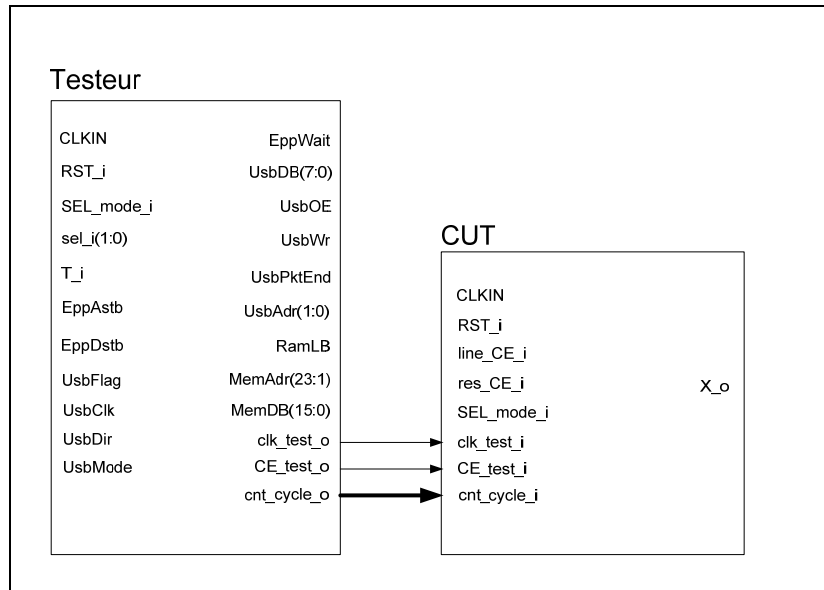 Testeur
CLKIN
EppWait
RST_i
UsbDB(7:0)
SEL_mode_i
UsbOE
sel_i(1:0)
UsbWr
T_i
UsbPktEnd
EppAstb
UsbAdr(1:0)
EppDstb
RamLB
UsbFlag
MemAdr(23:1)
UsbClk
MemDB(15:0)
UsbDir
clk_test_o
UsbMode
CE_test_o
cnt_cycle_o
CUT
CLKIN
RST_i
line_CE_i
res_CE_i
X_o
SEL_mode_i
clk_test_i
CE_test_i
cnt_cycle_i